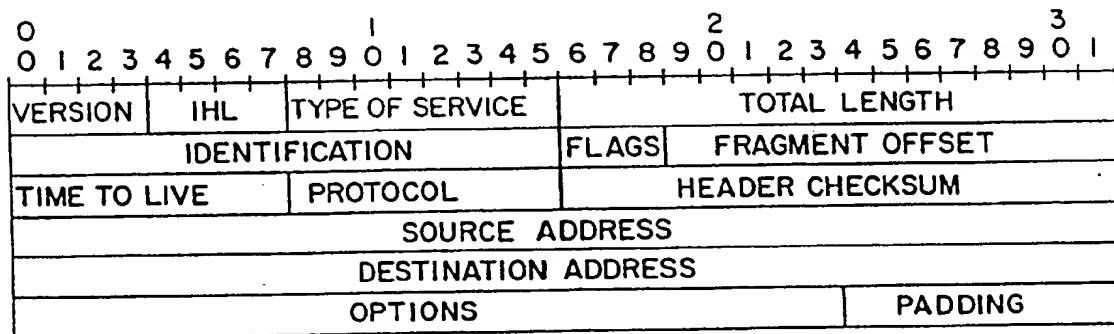 0 1 2 3
0 1 2 3 4 5 6 7 8 9 0 1 2 3 4 5 6 7 8 9 0 1 2 3 4 5 6 7 8 9 0 1
VERSION IHL TYPE OF SERVICE TOTAL LENGTH
IDENTIFICATION FLAGS FRAGMENT OFFSET
TIME TO LIVE PROTOCOL HEADER CHECKSUM
SOURCE ADDRESS
DESTINATION ADDRESS
OPTIONS PADDING